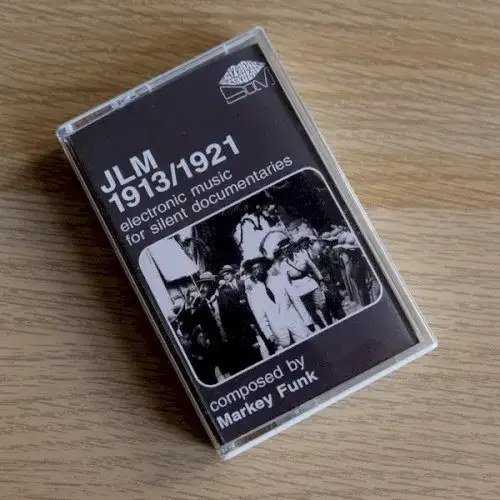 JLM
1913/1921
electronic music
for silent documentaries
composed by
Markey Funk